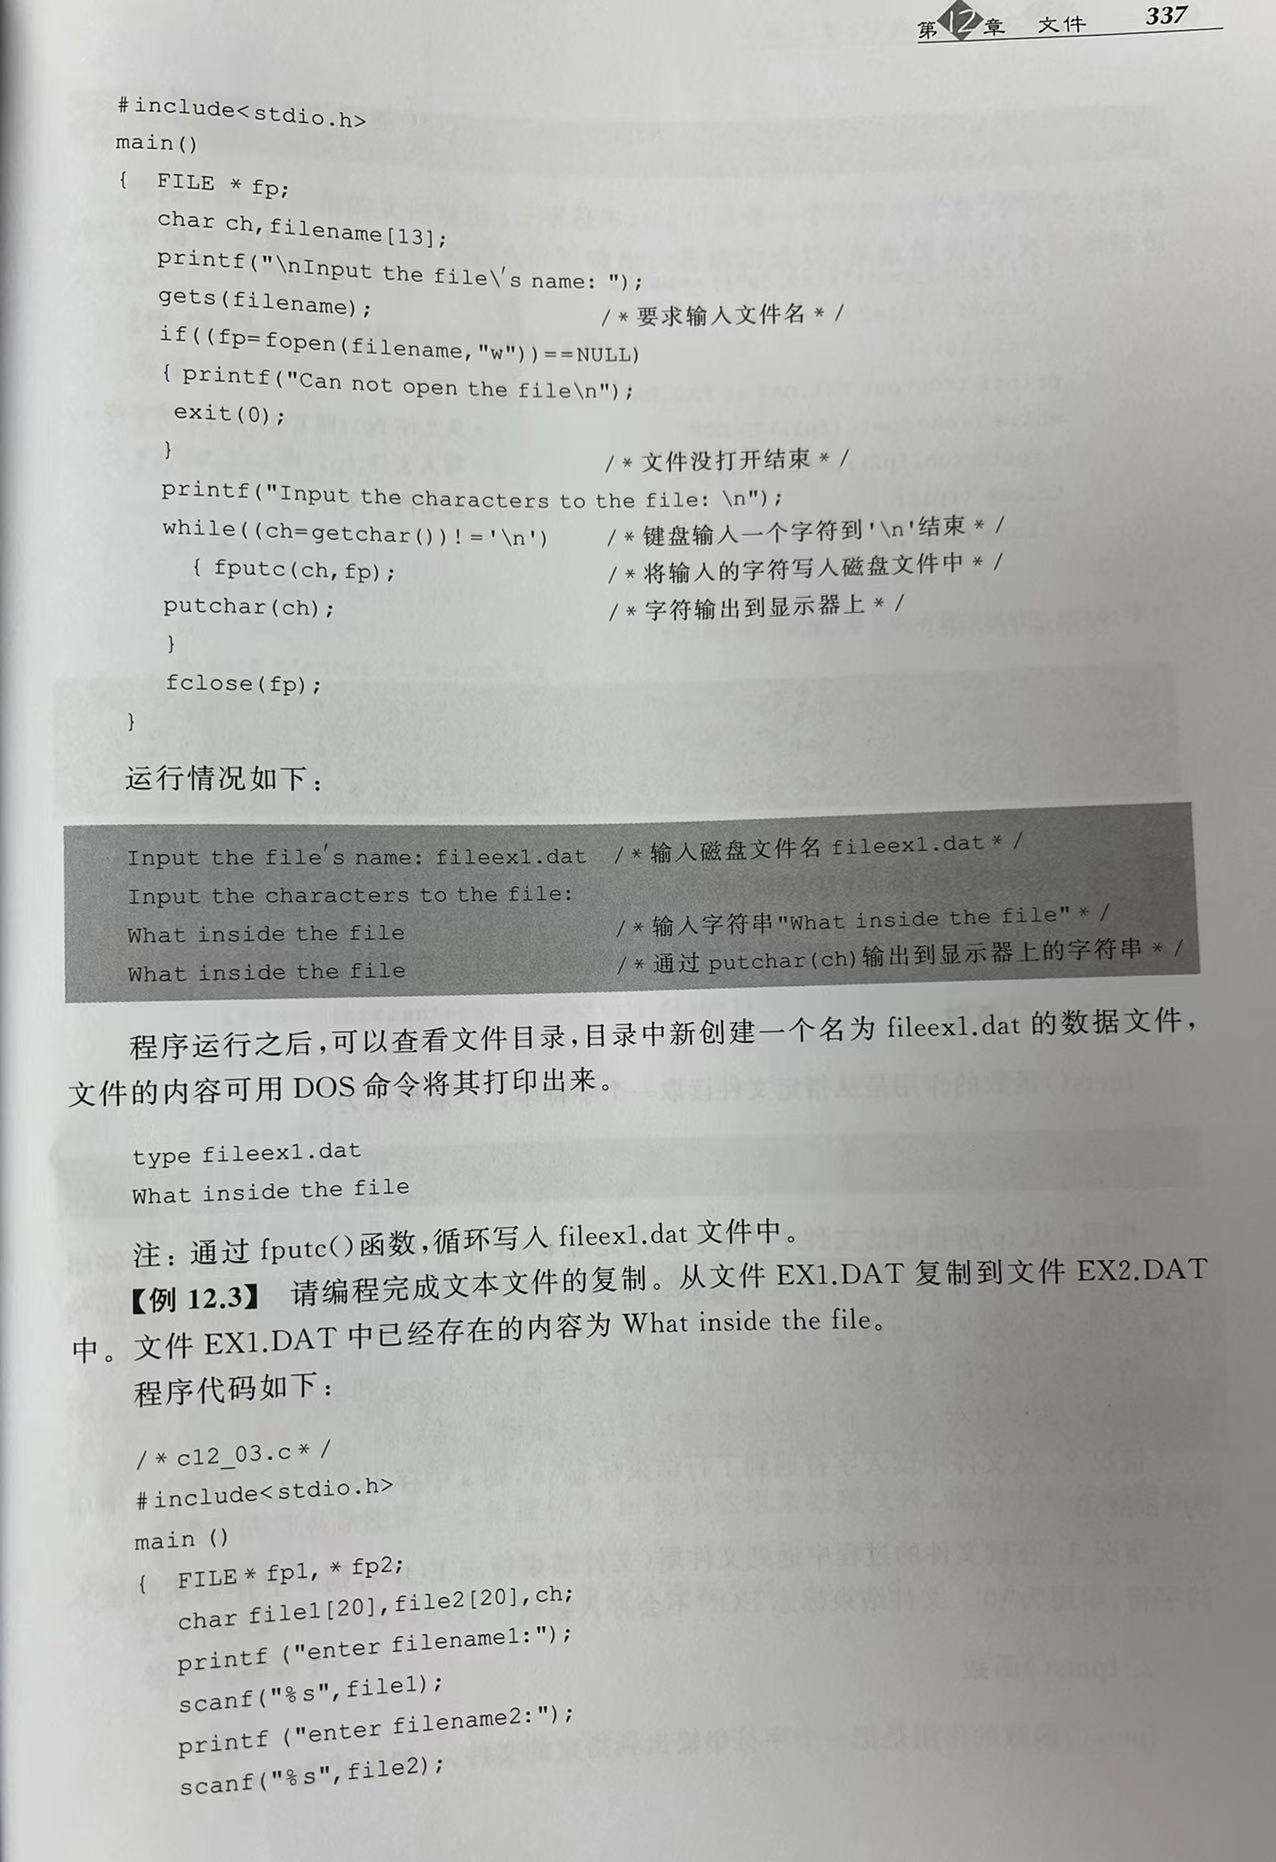 第12章 文件 337
#include<stdio.h>
main()
{ FILE * fp;
char ch,filename[13];
printf("\nInput the file\'s name: ");
gets(filename); /*要求输入文件名*/
if((fp=fopen(filename,"w"))==NULL)
{ printf("Can not open the file\n");
exit(0);
} /*文件没打开结束*/
printf("Input the characters to the file: \n");
while((ch=getchar())!='\n') /*键盘输入一个字符到'\n'结束*/
{ fputc(ch,fp); /*将输入的字符写入磁盘文件中*/
putchar(ch); /*字符输出到显示器上*/
}
fclose(fp);
}
运行情况如下：
Input the file's name: fileex1.dat /*输入磁盘文件名 fileex1.dat*/
Input the characters to the file:
What inside the file /*输入字符串"What inside the file"*/
What inside the file /*通过 putchar(ch)输出到显示器上的字符串*/
程序运行之后，可以查看文件目录，目录中新创建一个名为 fileex1.dat 的数据文件，
文件的内容可用 DOS 命令将其打印出来。
type fileex1.dat
What inside the file
注：通过 fputc()函数，循环写入 fileex1.dat 文件中。
【例 12.3】 请编程完成文本文件的复制。从文件 EX1.DAT 复制到文件 EX2.DAT
中。文件 EX1.DAT 中已经存在的内容为 What inside the file。
程序代码如下：
/*c12_03.c*/
#include<stdio.h>
main ()
{ FILE * fp1, * fp2;
char file1[20],file2[20],ch;
printf ("enter filename1:");
scanf("%s",file1);
printf ("enter filename2:");
scanf("%s",file2);